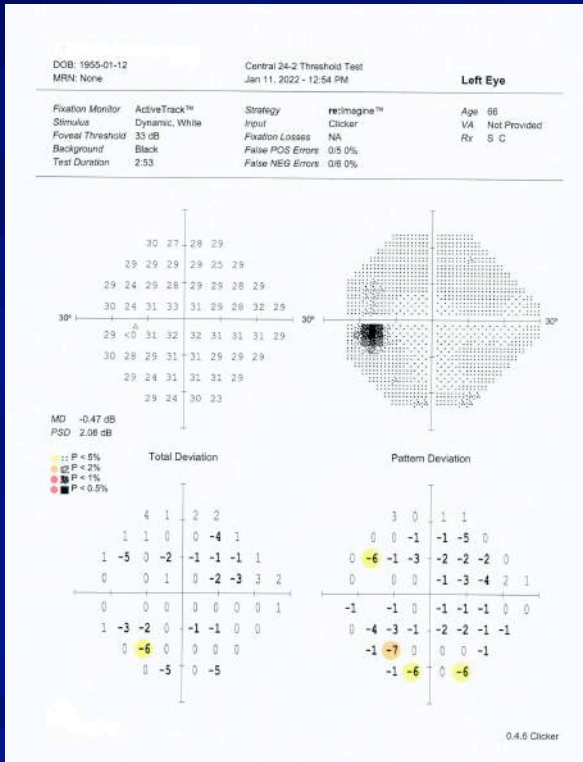 DOB: 1955-01-12
MRN: None
Central 24-2 Threshold Test
Jan 11, 2022 - 12:54 PM
Left Eye
Fixation Monitor ActiveTrack™
Stimulus Dynamic, White
Foveal Threshold 33 dB
Background Black
Test Duration 2:53
Strategy re:Imagine™
Input Clicker
Fixation Losses NA
False POS Errors 0/5 0%
False NEG Errors 0/6 0%
Age 66
VA Not Provided
Rx S C
30 27 28 29
29 29 29 29 25 29
29 24 29 28 29 29 28 29
30 24 31 33 31 29 28 32 29
30° 30° 30°
29 <0 31 32 32 31 31 31 29
30 28 29 31 31 29 29 29
29 24 31 31 31 29
29 24 30 23
MD -0.47 dB
PSD 2.08 dB
:: P < 5%
P < 2%
P < 1%
P < 0.5%
Total Deviation
4 1 2 2
1 1 0 0 -4 1
1 -5 0 -2 -1 -1 -1 1
0 0 1 0 -2 -3 3 2
0 0 0 0 0 0 0 1
1 -3 -2 0 -1 -1 0 0
0 -6 0 0 0 0
0 -5 0 -5
Pattern Deviation
3 0 1 1
0 0 -1 -1 -5 0
0 -6 -1 -3 -2 -2 -2 0
0 0 0 -1 -3 -4 2 1
-1 -1 0 -1 -1 -1 0 0
0 -4 -3 -1 -2 -2 -1 -1
-1 -7 0 0 0 -1
-1 -6 0 -6
0.4.6 Clicker